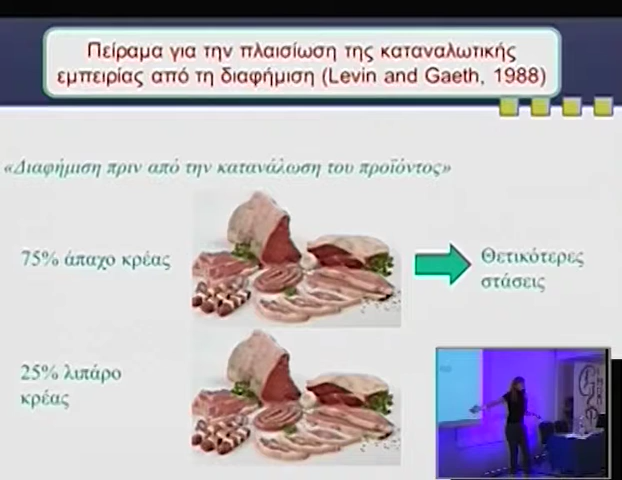 Πείραμα για την πλαισίωση της καταναλωτικής
εμπειρίας από τη διαφήμιση (Levin and Gaeth, 1988)
«Διαφήμιση πριν από την κατανάλωση του προϊόντος»
75% άπαχο κρέας
Θετικότερες
στάσεις
25% λιπάρο
κρέας